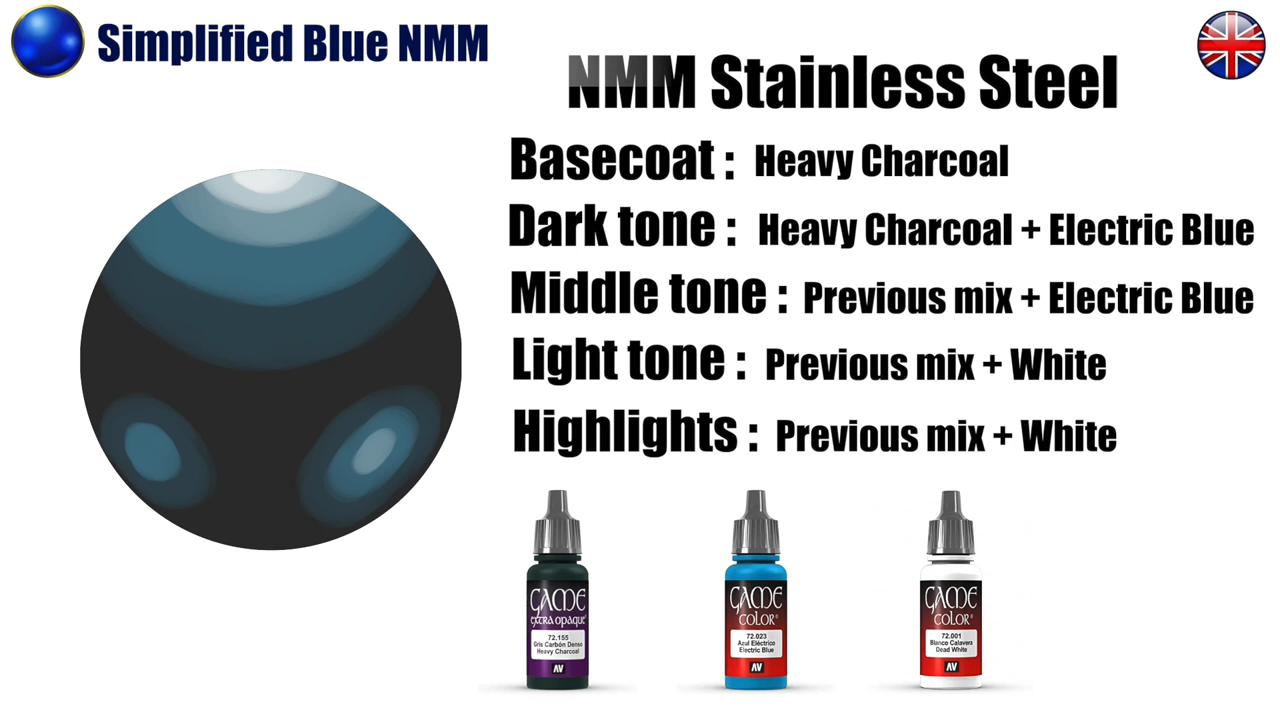 Simplified Blue NMM
NMM Stainless Steel
Basecoat : Heavy Charcoal
Dark tone : Heavy Charcoal + Electric Blue
Middle tone : Previous mix + Electric Blue
Light tone : Previous mix + White
Highlights : Previous mix + White
GAME
extra opaque®
72.155
Gris Carbón Denso
Heavy Charcoal
AV
GAME
COLOR®
72.023
Azul Eléctrico
Electric Blue
AV
GAME
COLOR®
72.001
Blanco Calavera
Dead White
AV